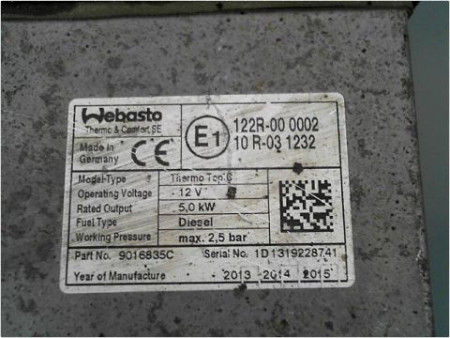 Webasto
Thermo & Comfort SE
Made in
Germany
CE
E1
122R-00 0002
10 R-03 1232
Model-Type Thermo Top C
Operating Voltage 12 V
Rated Output 5,0 kW
Fuel Type Diesel
Working Pressure max. 2,5 bar
Part No. 9016835C Serial No. 1D1319228741
Year of Manufacture 2013 - 2014 2015